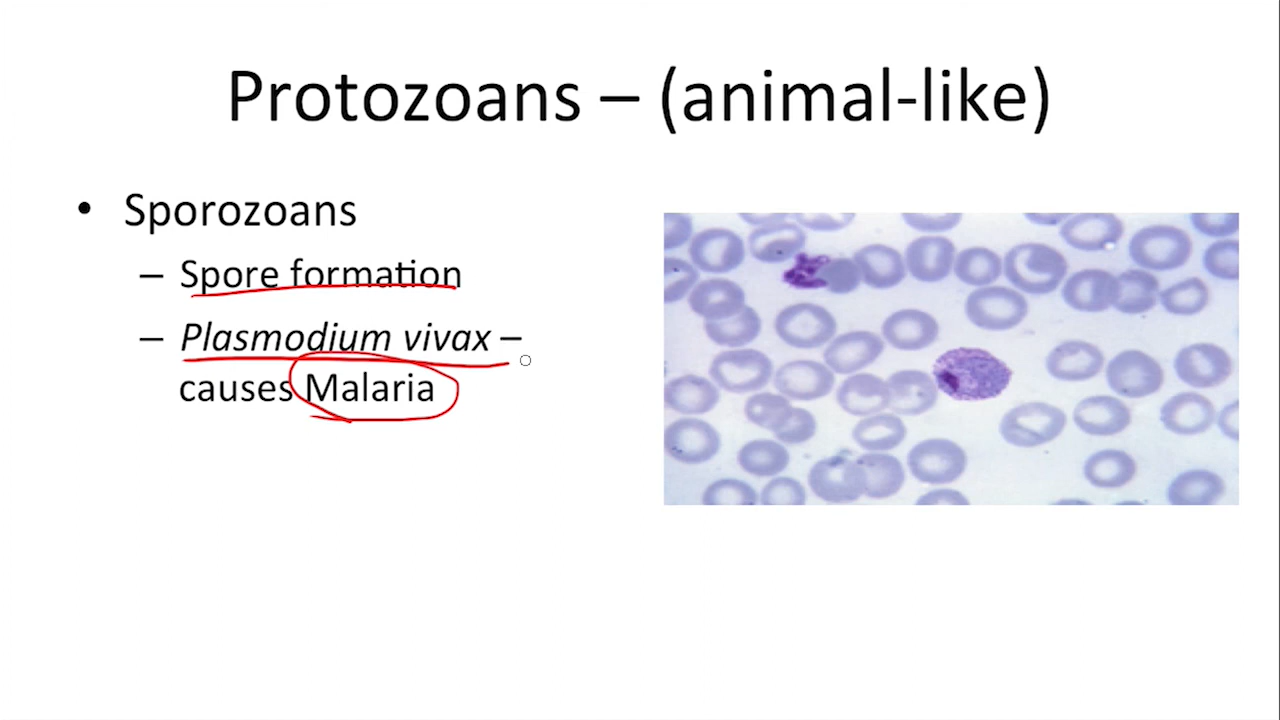 Protozoans – (animal-like)
• Sporozoans
– Spore formation
– Plasmodium vivax –
causes Malaria